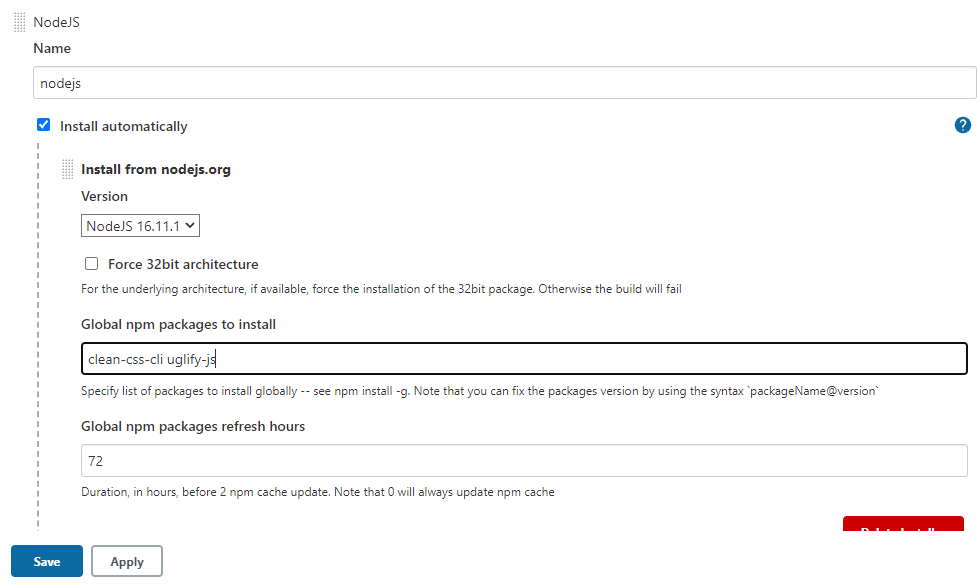 NodeJS
Name
nodejs
Install automatically
?
Install from nodejs.org
Version
NodeJS 16.11.1
Force 32bit architecture
For the underlying architecture, if available, force the installation of the 32bit package. Otherwise the build will fail
Global npm packages to install
clean-css-cli uglify-js
Specify list of packages to install globally -- see npm install -g. Note that you can fix the packages version by using the syntax `packageName@version`
Global npm packages refresh hours
72
Duration, in hours, before 2 npm cache update. Note that 0 will always update npm cache
Save
Apply